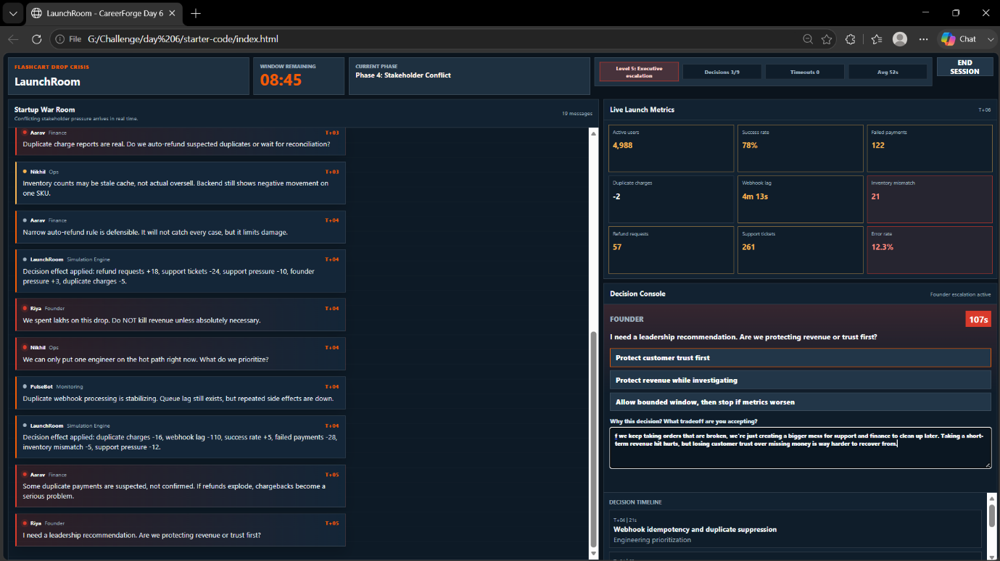 LaunchRoom - CareerForge Day 6
File G:/Challenge/day%206/starter-code/index.html
Chat
FLASHCART DROP CRISIS
LaunchRoom
WINDOW REMAINING
08:45
CURRENT PHASE
Phase 4: Stakeholder Conflict
Level 5: Executive
escalation
Decisions 3/9
Timeouts 0
Avg 52s
END
SESSION
Startup War Room
Conflicting stakeholder pressure arrives in real time.
19 messages
Aarav Finance T+03
Duplicate charge reports are real. Do we auto-refund suspected duplicates or wait for reconciliation?
Nikhil Ops T+03
Inventory counts may be stale cache, not actual oversell. Backend still shows negative movement on
one SKU.
Aarav Finance T+04
Narrow auto-refund rule is defensible. It will not catch every case, but it limits damage.
LaunchRoom Simulation Engine T+04
Decision effect applied: refund requests +18, support tickets -24, support pressure -10, founder
pressure +3, duplicate charges -5.
Riya Founder T+04
We spent lakhs on this drop. Do NOT kill revenue unless absolutely necessary.
Nikhil Ops T+04
We can only put one engineer on the hot path right now. What do we prioritize?
PulseBot Monitoring T+04
Duplicate webhook processing is stabilizing. Queue lag still exists, but repeated side effects are down.
LaunchRoom Simulation Engine T+04
Decision effect applied: duplicate charges -16, webhook lag -110, success rate +5, failed payments -28,
inventory mismatch -5, support pressure -12.
Aarav Finance T+05
Some duplicate payments are suspected, not confirmed. If refunds explode, chargebacks become a
serious problem.
Riya Founder T+05
I need a leadership recommendation. Are we protecting revenue or trust first?
Live Launch Metrics
T+06
Active users
4,988
Success rate
78%
Failed payments
122
Duplicate charges
-2
Webhook lag
4m 13s
Inventory mismatch
21
Refund requests
57
Support tickets
261
Error rate
12.3%
Decision Console
Founder escalation active
FOUNDER
107s
I need a leadership recommendation. Are we protecting revenue or trust first?
Protect customer trust first
Protect revenue while investigating
Allow bounded window, then stop if metrics worsen
Why this decision? What tradeoff are you accepting?
f we keep taking orders that are broken, we're just creating a bigger mess for support and finance to clean up later. Taking a short-
term revenue hit hurts, but losing customer trust over missing money is way harder to recover from.
DECISION TIMELINE
T+04 | 21s
Webhook idempotency and duplicate suppression
Engineering prioritization